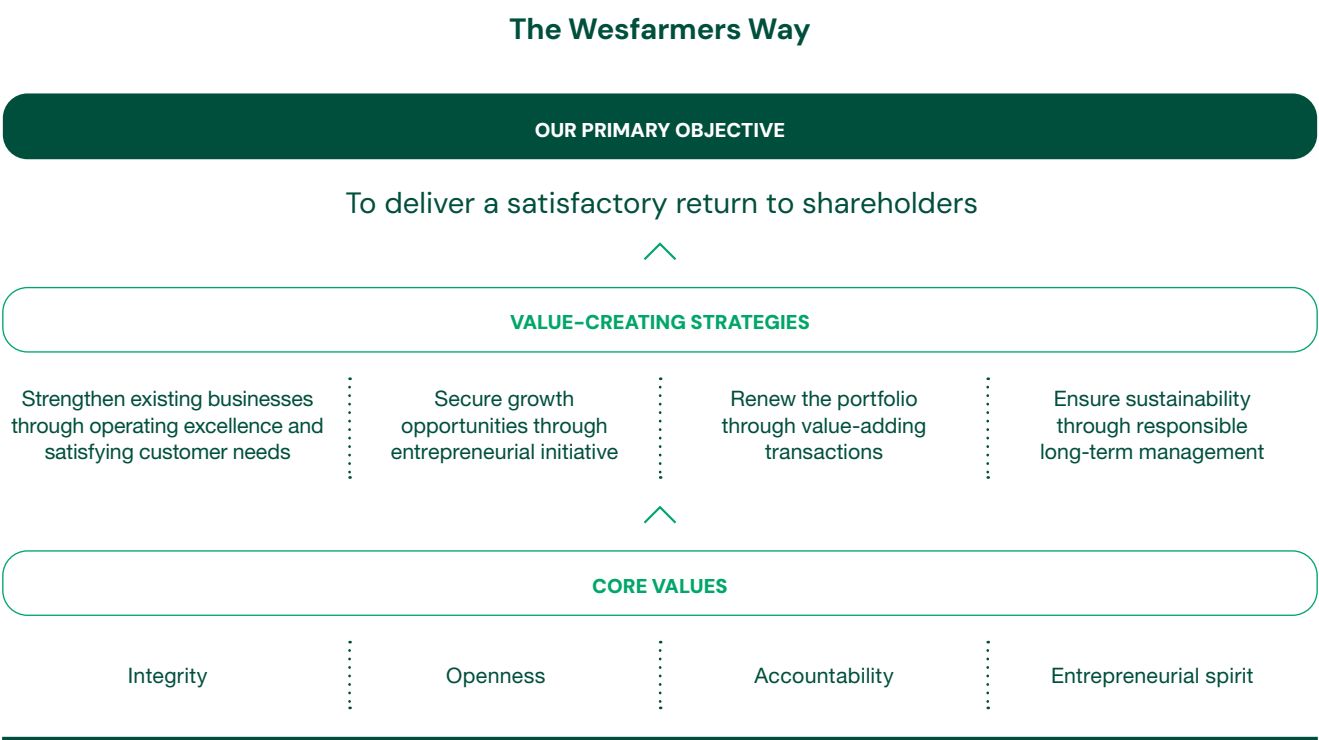 The Wesfarmers Way
OUR PRIMARY OBJECTIVE
To deliver a satisfactory return to shareholders
VALUE-CREATING STRATEGIES
Strengthen existing businesses
through operating excellence and
satisfying customer needs
Secure growth
opportunities through
entrepreneurial initiative
Renew the portfolio
through value-adding
transactions
Ensure sustainability
through responsible
long-term management
CORE VALUES
Integrity
Openness
Accountability
Entrepreneurial spirit